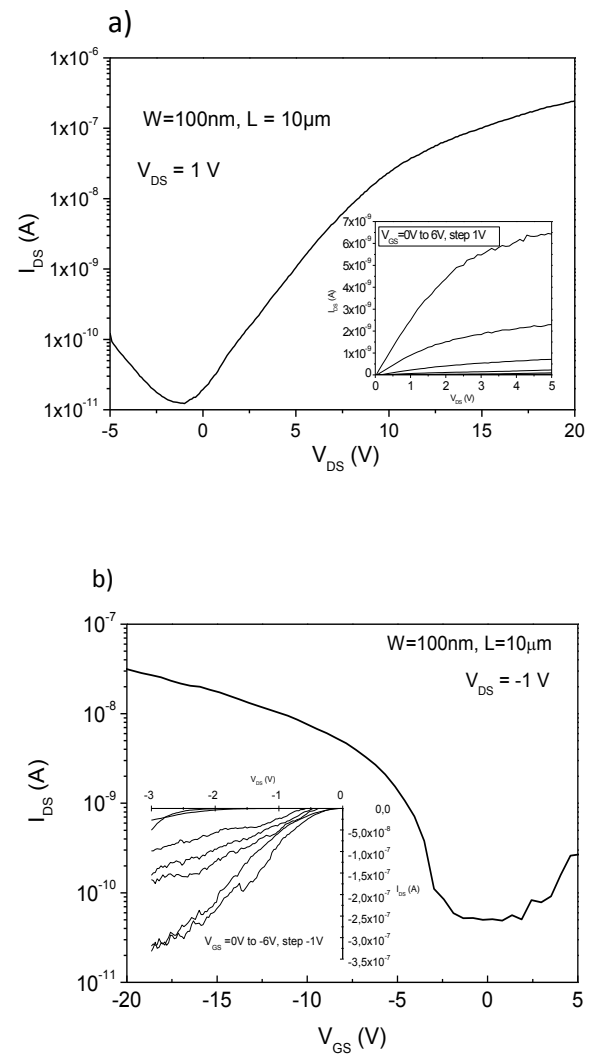 a)
1x10⁻⁶
1x10⁻⁷
1x10⁻⁸
1x10⁻⁹
1x10⁻¹⁰
1x10⁻¹¹
I_DS (A)
W=100nm, L = 10µm
V_DS = 1 V
V_GS=0V to 6V, step 1V
7x10⁻⁹
6x10⁻⁹
5x10⁻⁹
4x10⁻⁹
3x10⁻⁹
2x10⁻⁹
1x10⁻⁹
0
I_DS (A)
0 1 2 3 4 5
V_DS (V)
-5 0 5 10 15 20
V_DS (V)
b)
10⁻⁷
10⁻⁸
10⁻⁹
10⁻¹⁰
10⁻¹¹
I_DS (A)
W=100nm, L=10µm
V_DS = -1 V
V_DS (V)
-3 -2 -1 0
0,0
-5,0x10⁻⁸
-1,0x10⁻⁷
-1,5x10⁻⁷
-2,0x10⁻⁷
-2,5x10⁻⁷
-3,0x10⁻⁷
-3,5x10⁻⁷
I_DS (A)
V_GS =0V to -6V, step -1V
-20 -15 -10 -5 0 5
V_GS (V)